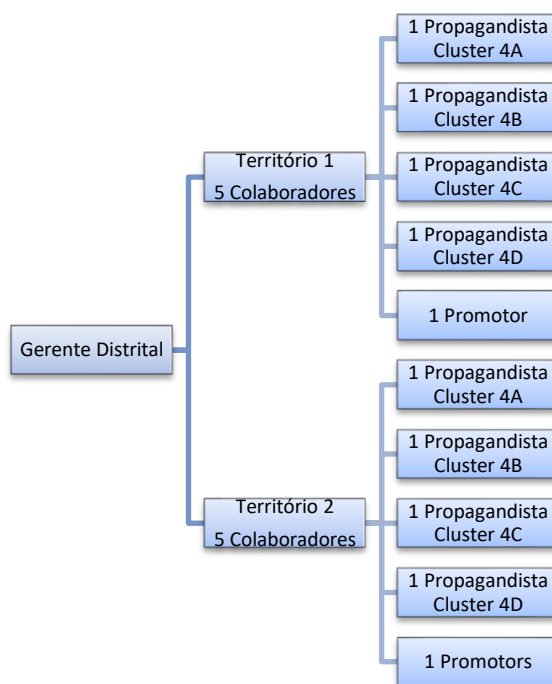 Gerente Distrital
Território 1
5 Colaboradores
1 Propagandista
Cluster 4A
1 Propagandista
Cluster 4B
1 Propagandista
Cluster 4C
1 Propagandista
Cluster 4D
1 Promotor
Território 2
5 Colaboradores
1 Propagandista
Cluster 4A
1 Propagandista
Cluster 4B
1 Propagandista
Cluster 4C
1 Propagandista
Cluster 4D
1 Promotors